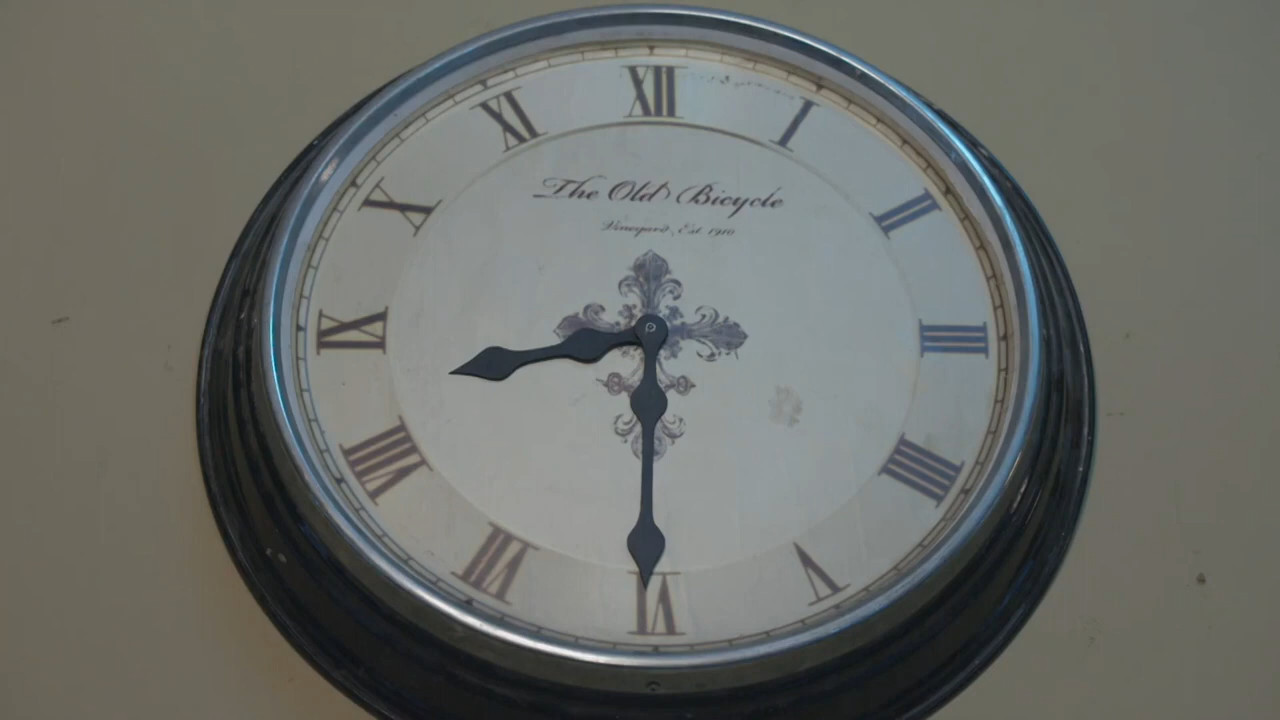 XII
XI I
The Old Bicycle
X II
Vineyard, Est. 1910
IX III
VIII IIII
VII V
VI